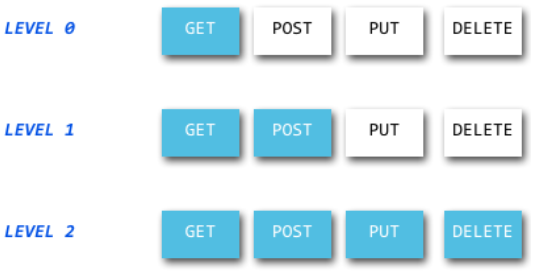 LEVEL 0 GET POST PUT DELETE
LEVEL 1 GET POST PUT DELETE
LEVEL 2 GET POST PUT DELETE